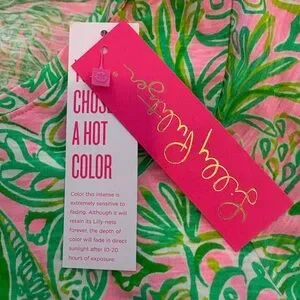 CHOSE
A HOT
COLOR
Color this intense is
extremely sensitive to
fading. Although it will
retain its Lilly-ness
forever, the depth of
color will fade in direct
sunlight after 10-20
hours of exposure.
Lilly Pulitzer